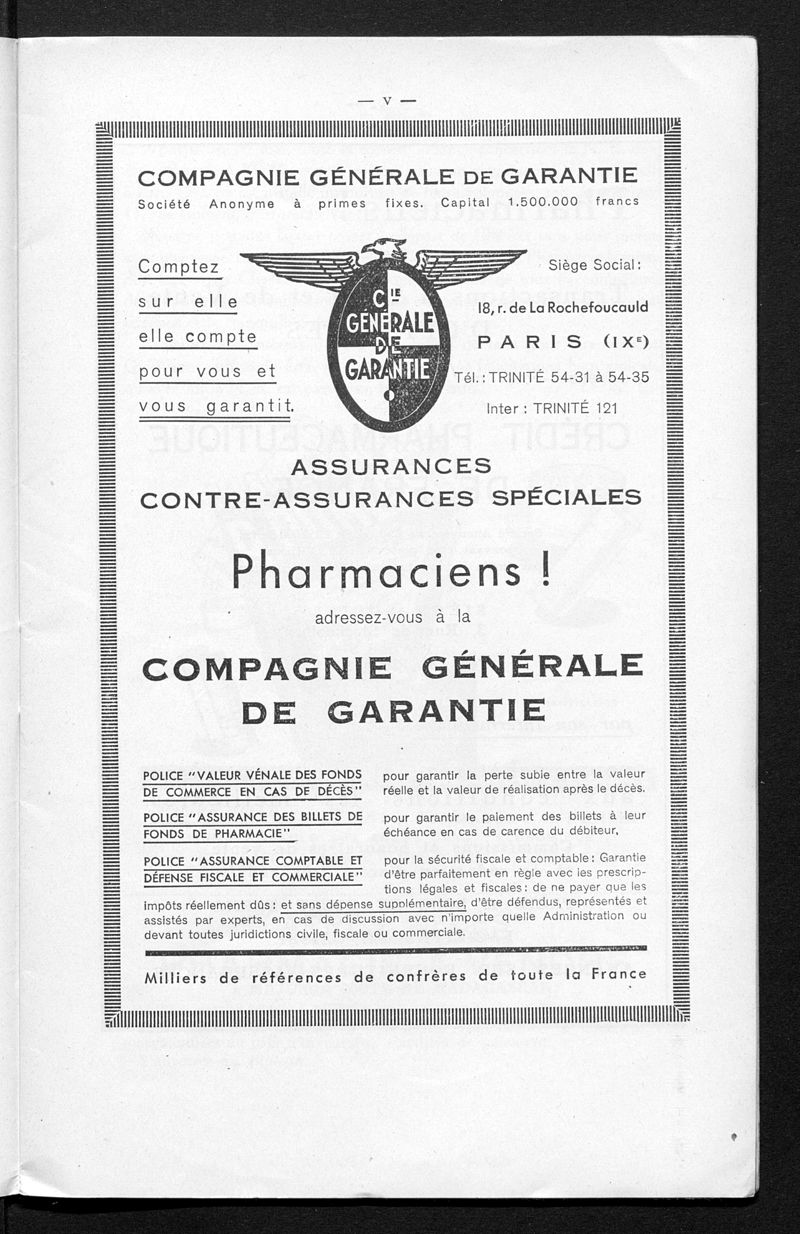 — V —
COMPAGNIE GÉNÉRALE DE GARANTIE
Société Anonyme à primes fixes. Capital 1.500.000 francs
Comptez
sur elle
elle compte
pour vous et
vous garantit.
CIE
GÉNÉRALE
DE
GARANTIE
Siège Social:
18, r. de La Rochefoucauld
PARIS (IXE)
Tél.: TRINITÉ 54-31 à 54-35
Inter : TRINITÉ 121
ASSURANCES
CONTRE-ASSURANCES SPÉCIALES
Pharmaciens !
adressez-vous à la
COMPAGNIE GÉNÉRALE
DE GARANTIE
POLICE "VALEUR VÉNALE DES FONDS
DE COMMERCE EN CAS DE DÉCÈS"
pour garantir la perte subie entre la valeur
réelle et la valeur de réalisation après le décès.
POLICE "ASSURANCE DES BILLETS DE
FONDS DE PHARMACIE"
pour garantir le paiement des billets à leur
échéance en cas de carence du débiteur,
POLICE "ASSURANCE COMPTABLE ET
DÉFENSE FISCALE ET COMMERCIALE"
pour la sécurité fiscale et comptable: Garantie
d'être parfaitement en règle avec les prescrip-
tions légales et fiscales: de ne payer que les
impôts réellement dûs: et sans dépense supplémentaire, d'être défendus, représentés et
assistés par experts, en cas de discussion avec n'importe quelle Administration ou
devant toutes juridictions civile, fiscale ou commerciale.
Milliers de références de confrères de toute la France